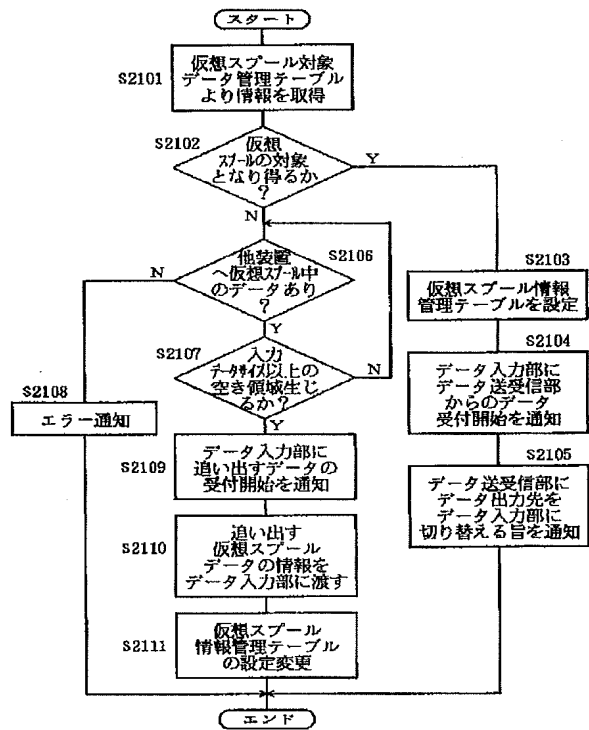 スタート
S2101
仮想スプール対象
データ管理テーブル
より情報を取得
S2102
仮想
スプールの対象
となり得るか
?
Y
N
S2106
他装置
へ仮想スプール中
のデータあり
?
N
Y
S2103
仮想スプール情報
管理テーブルを設定
S2107
入力
データサイズ以上の
空き領域生じ
るか?
N
Y
S2104
データ入力部に
データ送受信部
からのデータ
受付開始を通知
S2108
エラー通知
S2109
データ入力部に
追い出すデータの
受付開始を通知
S2105
データ送受信部に
データ出力先を
データ入力部に
切り替える旨を通知
S2110
追い出す
仮想スプール
データの情報を
データ入力部に渡す
S2111
仮想スプール
情報管理テーブル
の設定変更
エンド